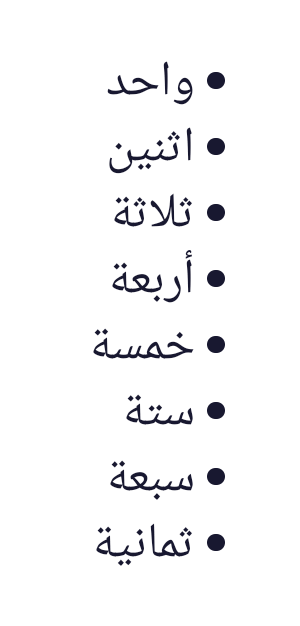 • واحد
• اثنين
• ثلاثة
• أربعة
• خمسة
• ستة
• سبعة
• ثمانية